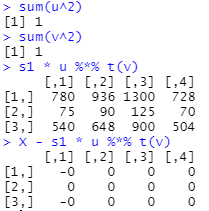 > sum(u^2)
[1] 1
> sum(v^2)
[1] 1
> s1 * u %*% t(v)
     [,1] [,2] [,3] [,4]
[1,]  780  936 1300  728
[2,]   75   90  125   70
[3,]  540  648  900  504
> X - s1 * u %*% t(v)
     [,1] [,2] [,3] [,4]
[1,]   -0    0    0    0
[2,]    0    0    0    0
[3,]   -0    0    0    0